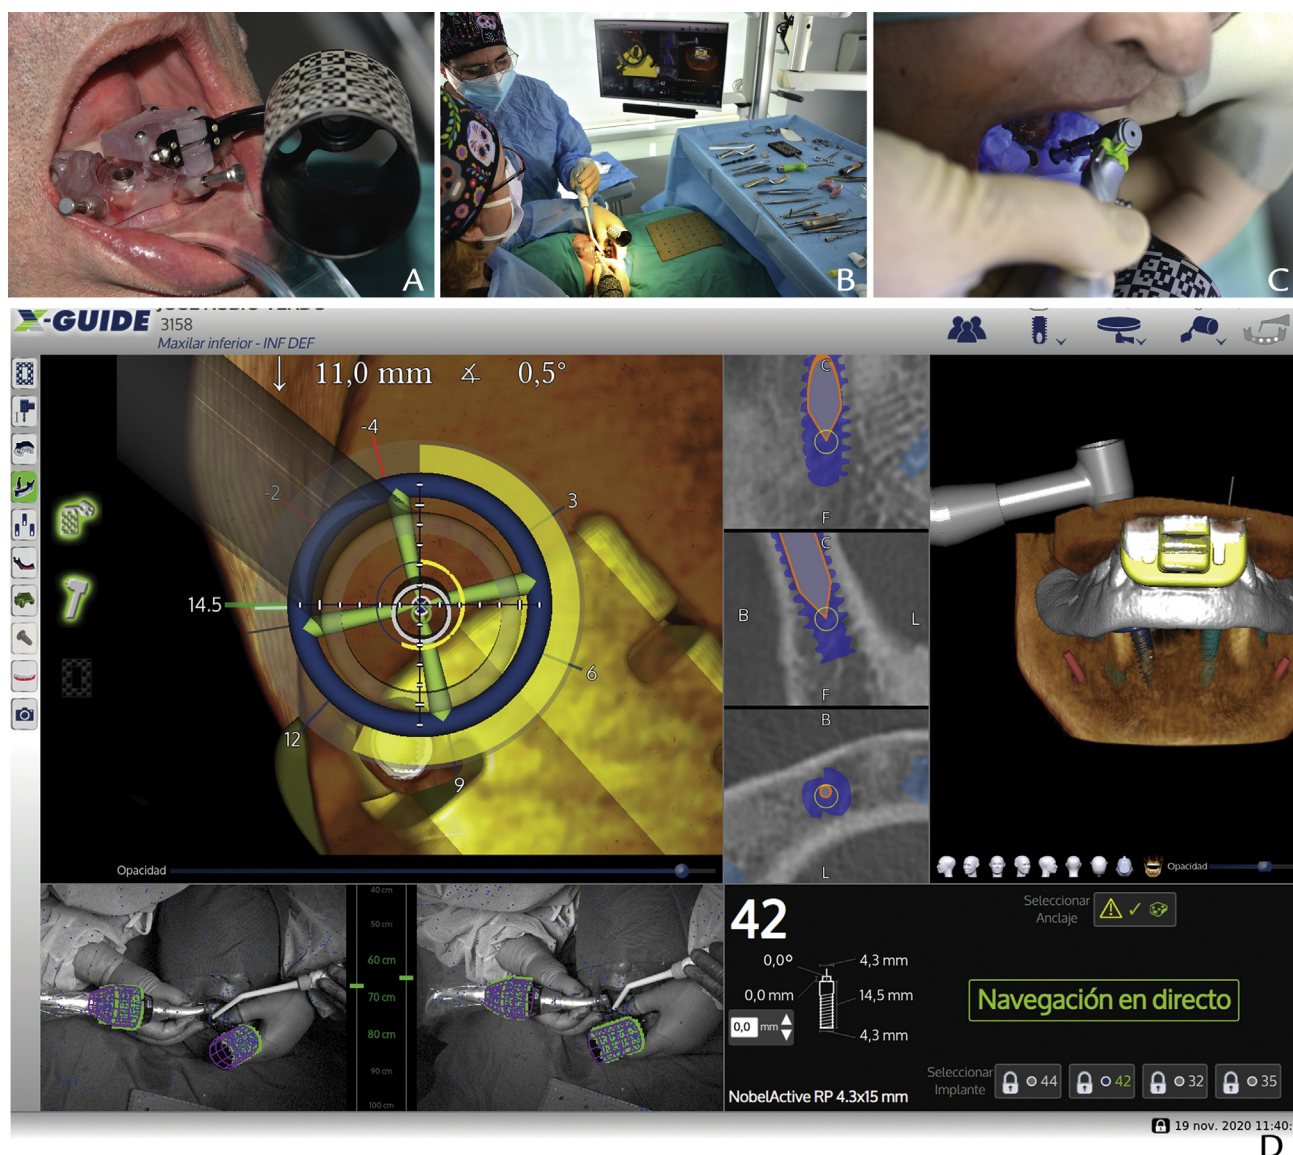 A
B
C
X-GUIDE
3158
Maxilar inferior - INF DEF
11,0 mm
0,5°
-4
-2
3
14.5
6
12
9
Opacidad
C
F
C
B
L
F
B
L
Opacidad
40 cm
50 cm
60 cm
70 cm
80 cm
90 cm
100 cm
42
0,0°
4,3 mm
0,0 mm
14,5 mm
0,0 mm
4,3 mm
NobelActive RP 4.3x15 mm
Seleccionar
Anclaje
Navegación en directo
Seleccionar
Implante
44
42
32
35
19 nov. 2020 11:40:
D